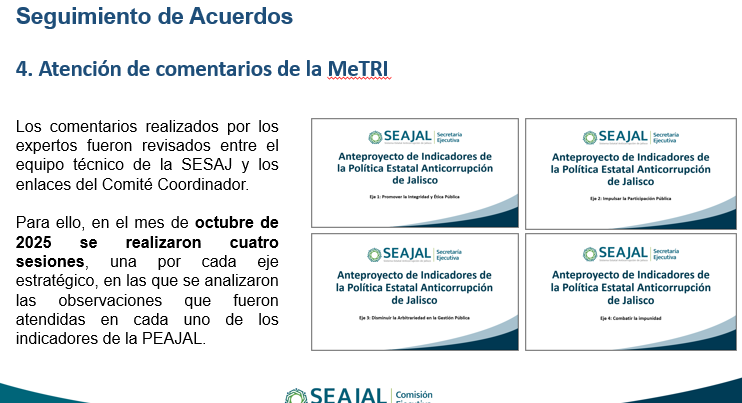 Seguimiento de Acuerdos
4. Atención de comentarios de la MeTRI
Los comentarios realizados por los
expertos fueron revisados entre el
equipo técnico de la SESAJ y los
enlaces del Comité Coordinador.
Para ello, en el mes de octubre de
2025 se realizaron cuatro
sesiones, una por cada eje
estratégico, en las que se analizaron
las observaciones que fueron
atendidas en cada uno de los
indicadores de la PEAJAL.
SEAJAL Secretaría
Ejecutiva
Anteproyecto de Indicadores de
la Política Estatal Anticorrupción
de Jalisco
Eje 1: Promover la Integridad y Ética Pública
SEAJAL Secretaría
Ejecutiva
Anteproyecto de Indicadores de
la Política Estatal Anticorrupción
de Jalisco
Eje 2: Impulsar la Participación Pública
SEAJAL Secretaría
Ejecutiva
Anteproyecto de Indicadores de
la Política Estatal Anticorrupción
de Jalisco
Eje 3: Disminuir la Arbitrariedad en la Gestión Pública
SEAJAL Secretaría
Ejecutiva
Anteproyecto de Indicadores de
la Política Estatal Anticorrupción
de Jalisco
Eje 4: Combatir la impunidad
SEAJAL Comisión
Ejecutiva